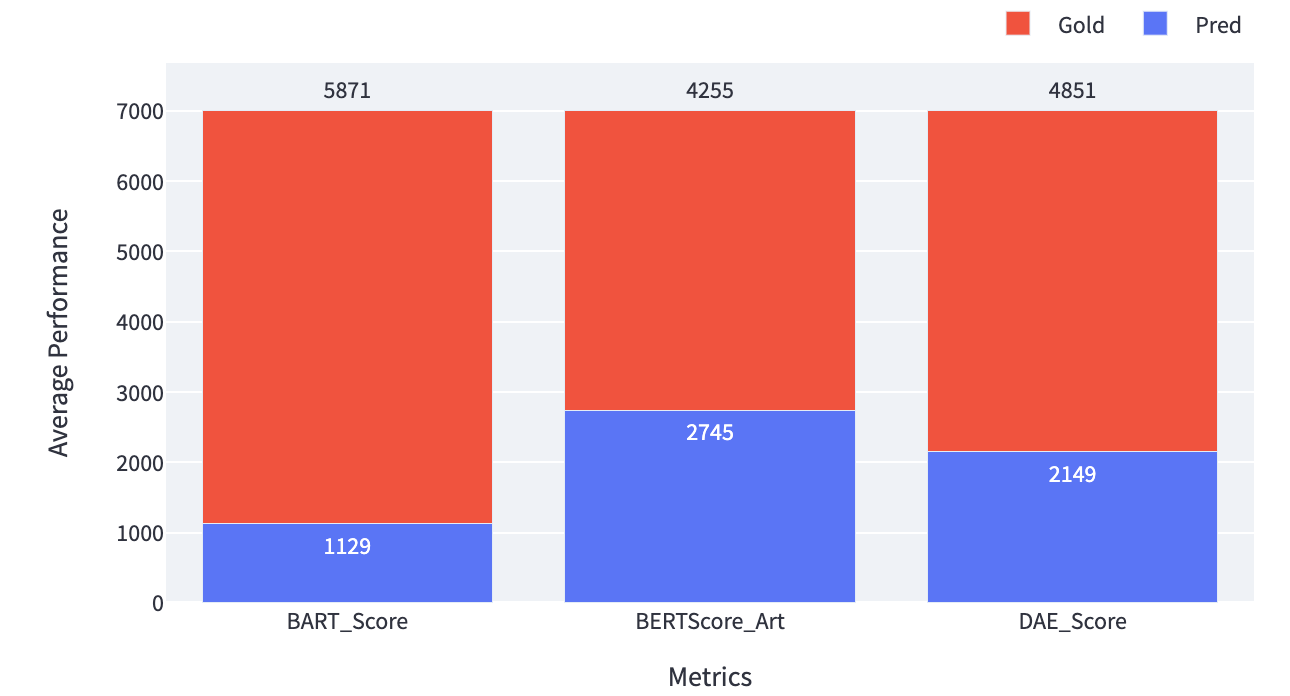 Gold Pred
5871 4255 4851
7000
6000
5000
4000
3000
2000
1000
0
Average Performance
2745
2149
1129
BART_Score BERTScore_Art DAE_Score
Metrics